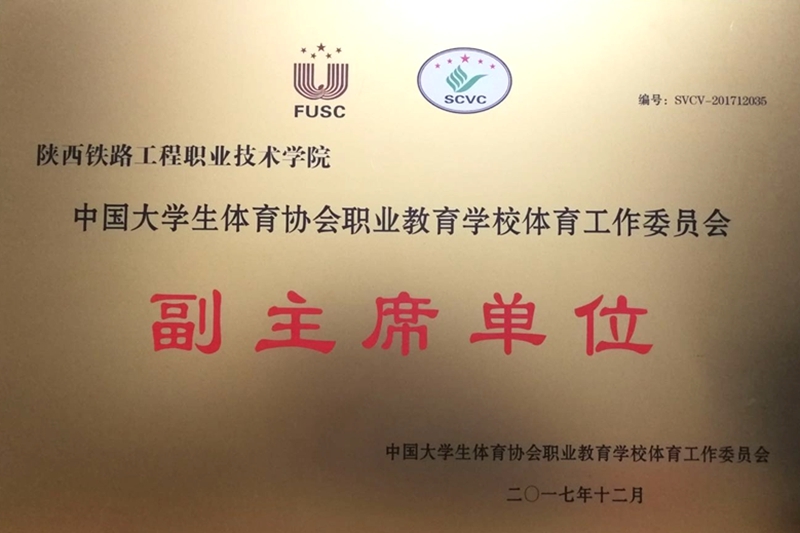 FUSC
SCVC
编号：SVCV-201712035
陕西铁路工程职业技术学院
中国大学生体育协会职业教育学校体育工作委员会
副主席单位
中国大学生体育协会职业教育学校体育工作委员会
二〇一七年十二月